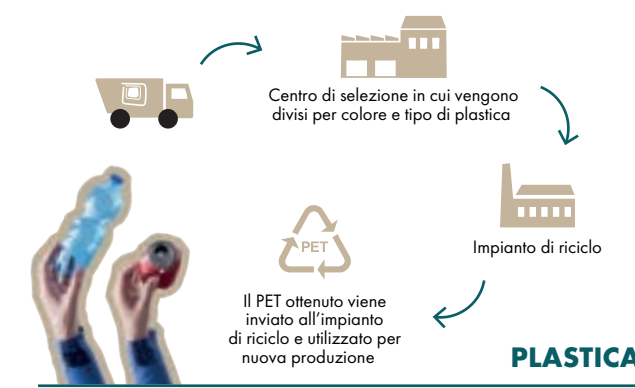 Centro di selezione in cui vengono
divisi per colore e tipo di plastica
Impianto di riciclo
PET
Il PET ottenuto viene
inviato all'impianto
di riciclo e utilizzato per
nuova produzione
PLASTICA